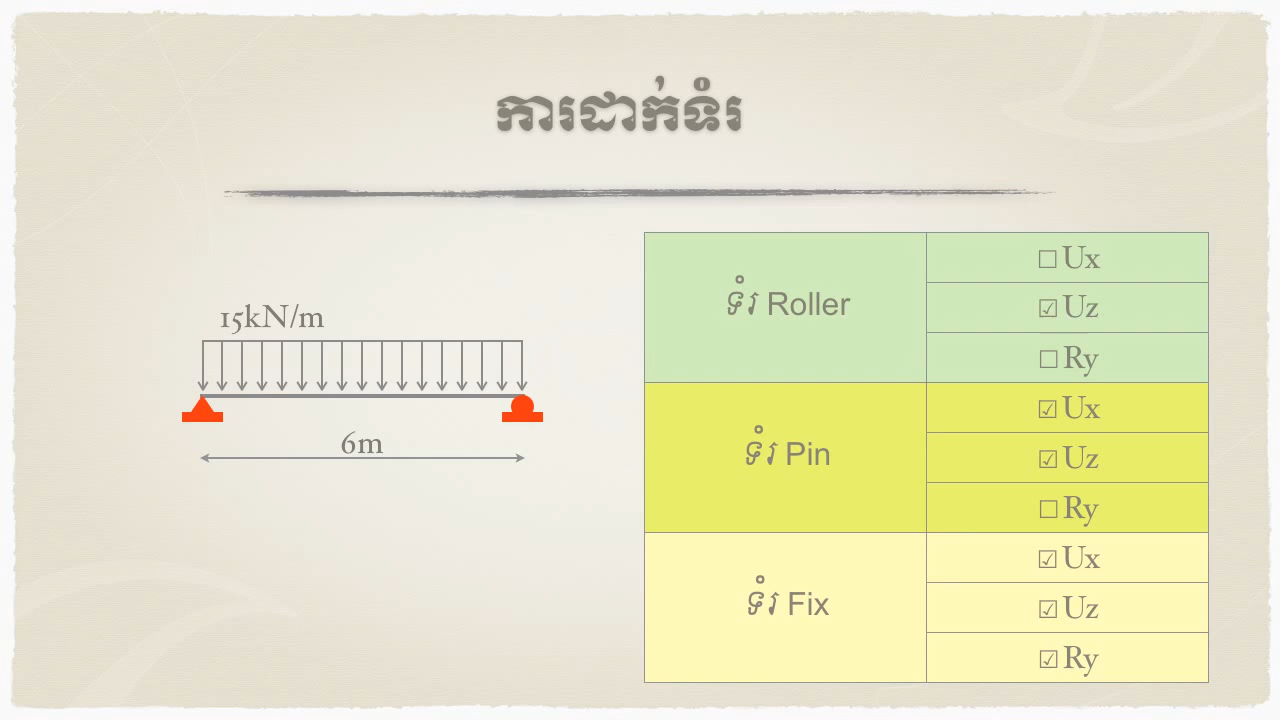 ការដាក់ទំរ
15kN/m
6m
ទំរ Roller
☐ Ux
☑ Uz
☐ Ry
ទំរ Pin
☑ Ux
☑ Uz
☐ Ry
ទំរ Fix
☑ Ux
☑ Uz
☑ Ry